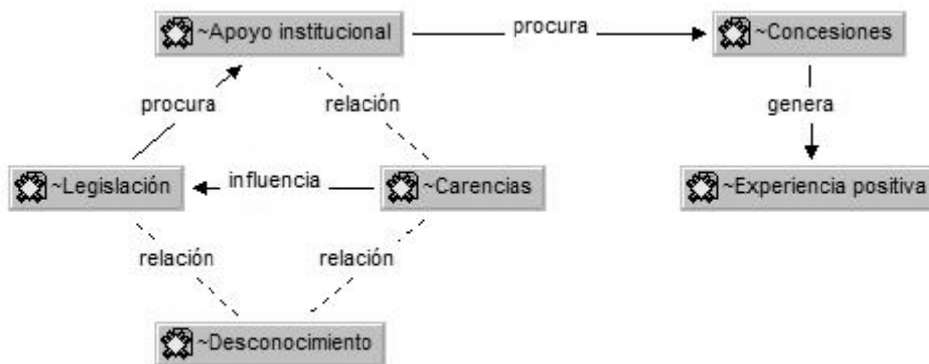 ~Apoyo institucional
procura
~Concesiones
procura
relación
genera
~Legislación
influencia
~Carencias
~Experiencia positiva
relación
relación
~Desconocimiento